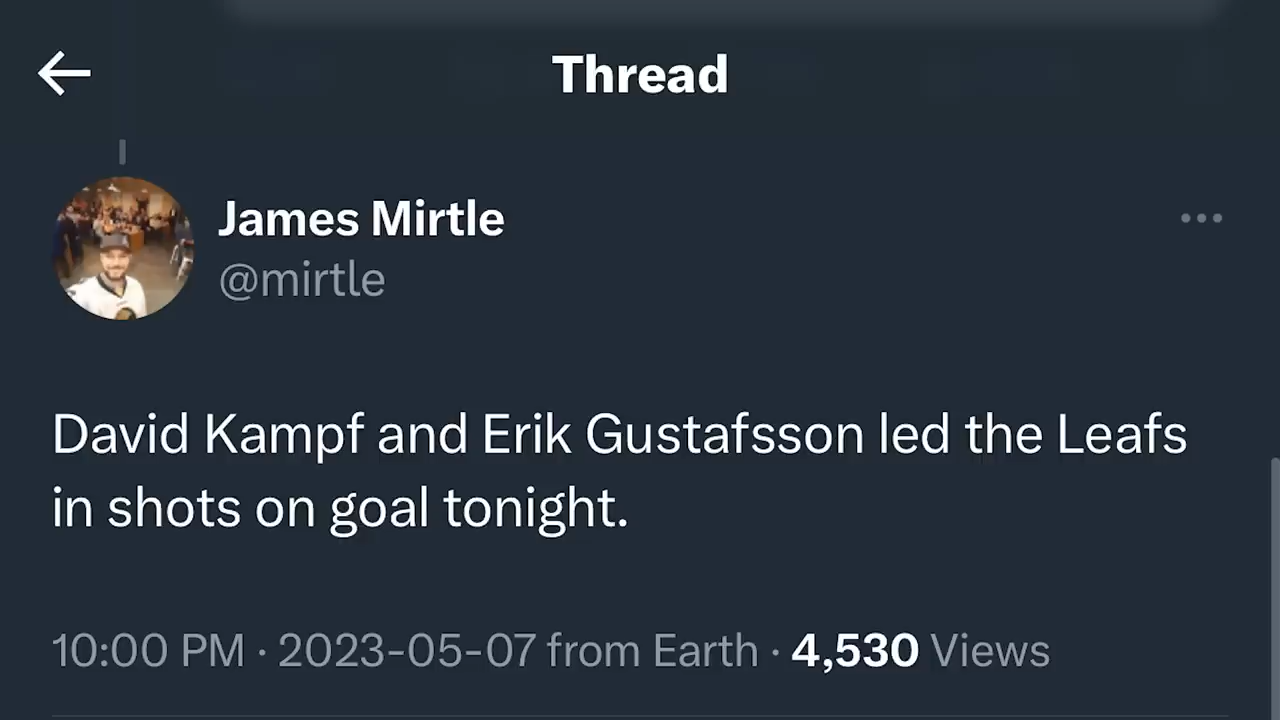 Thread
James Mirtle
@mirtle
David Kampf and Erik Gustafsson led the Leafs
in shots on goal tonight.
10:00 PM · 2023-05-07 from Earth · 4,530 Views